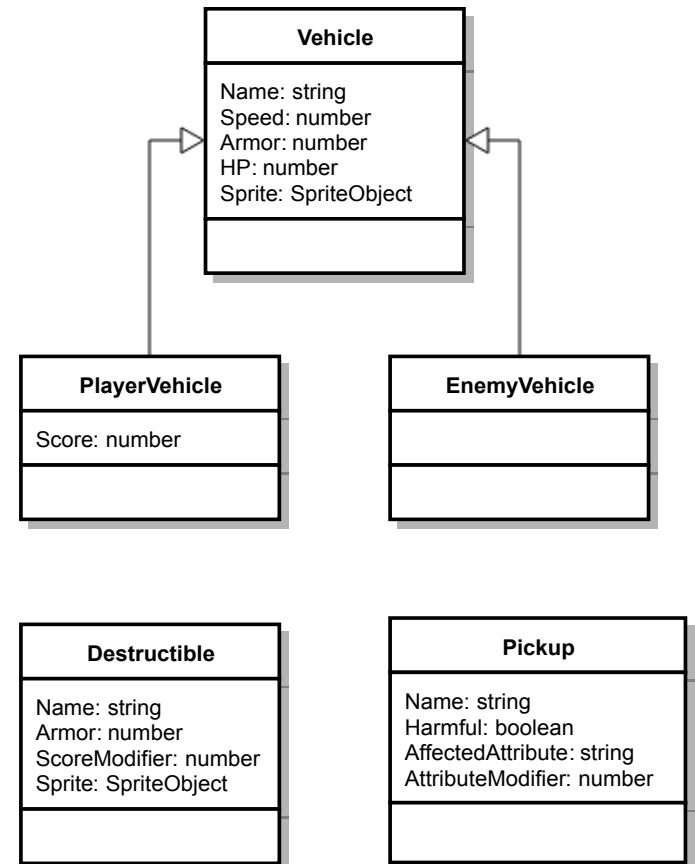 Vehicle
Name: string
Speed: number
Armor: number
HP: number
Sprite: SpriteObject
PlayerVehicle
Score: number
EnemyVehicle
Destructible
Name: string
Armor: number
ScoreModifier: number
Sprite: SpriteObject
Pickup
Name: string
Harmful: boolean
AffectedAttribute: string
AttributeModifier: number